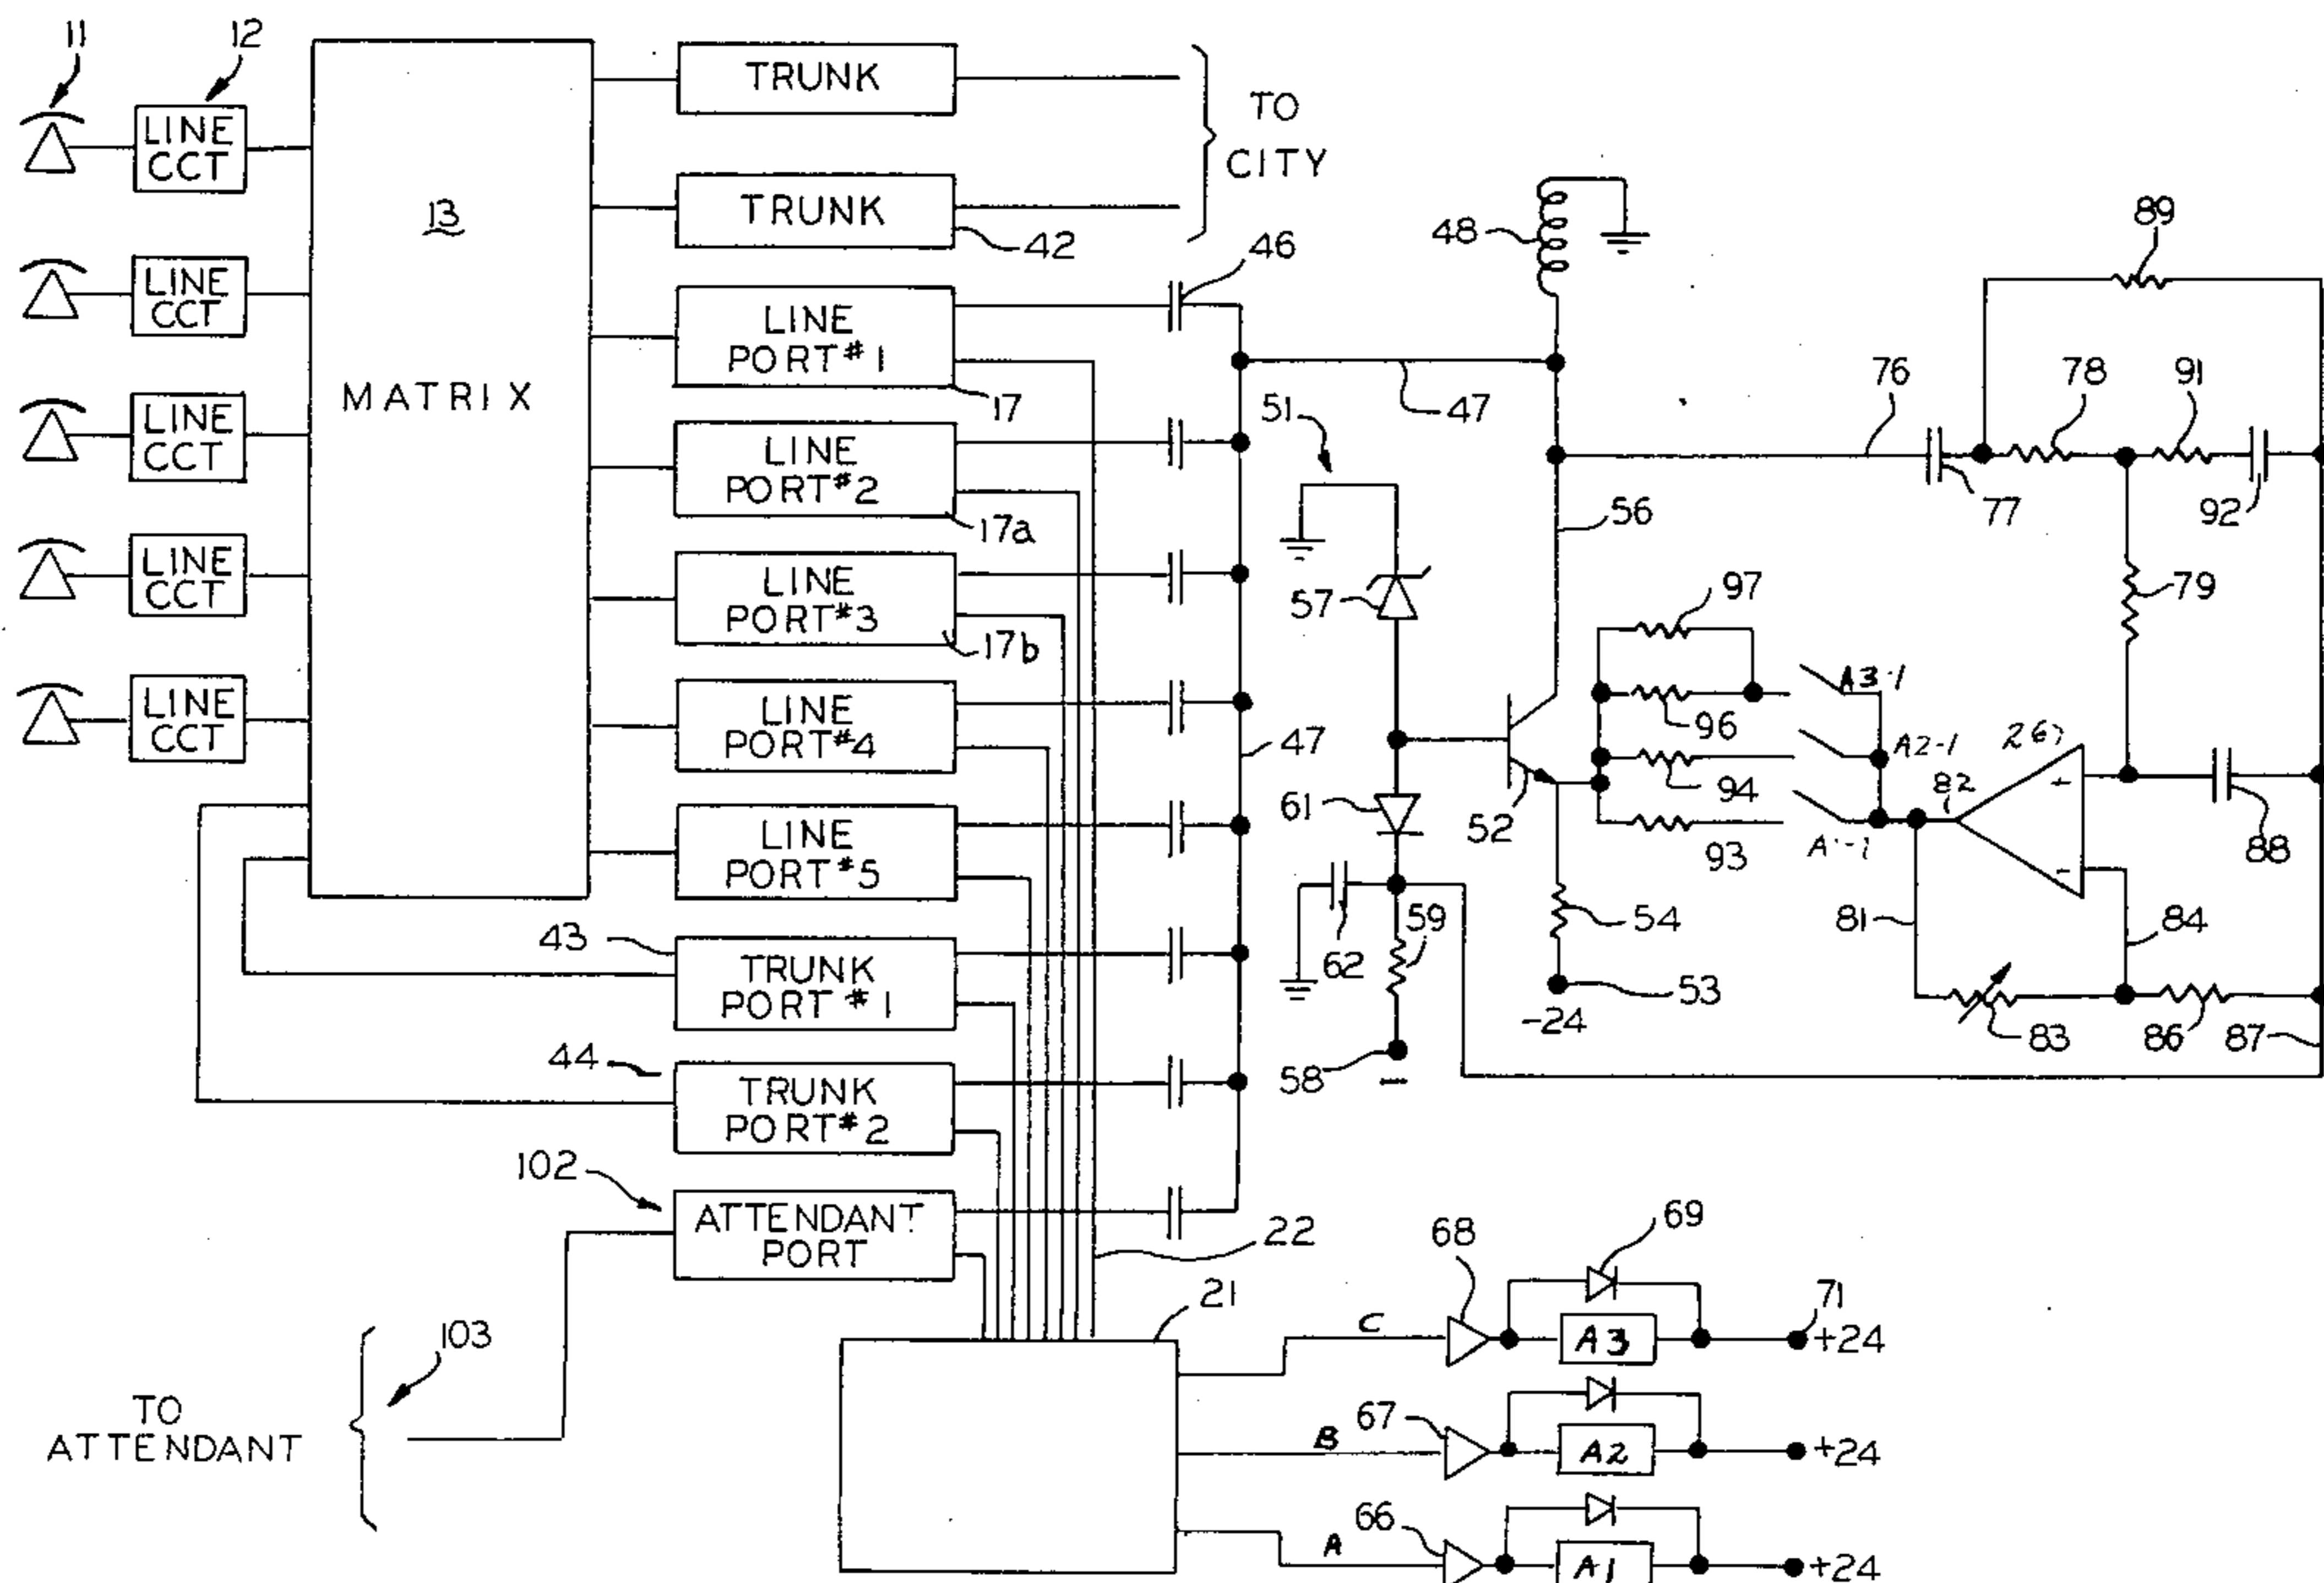 11
12
LINE
CCT
LINE
CCT
LINE
CCT
LINE
CCT
LINE
CCT
13
MATRIX
TRUNK
TRUNK
42
TO
CITY
LINE
PORT #1
17
LINE
PORT #2
17a
LINE
PORT #3
17b
LINE
PORT #4
LINE
PORT #5
43
TRUNK
PORT #1
44
TRUNK
PORT #2
102
ATTENDANT
PORT
103
TO
ATTENDANT
46
47
47
22
21
48
51
56
57
61
52
62
59
58
–
54
53
-24
76
77
78
91
92
89
79
97
96
94
93
A3-1
A2-1
82
26
+
-
88
81
84
83
86
87
C
68
69
A3
71
+24
B
67
A2
+24
A
66
A1
+24